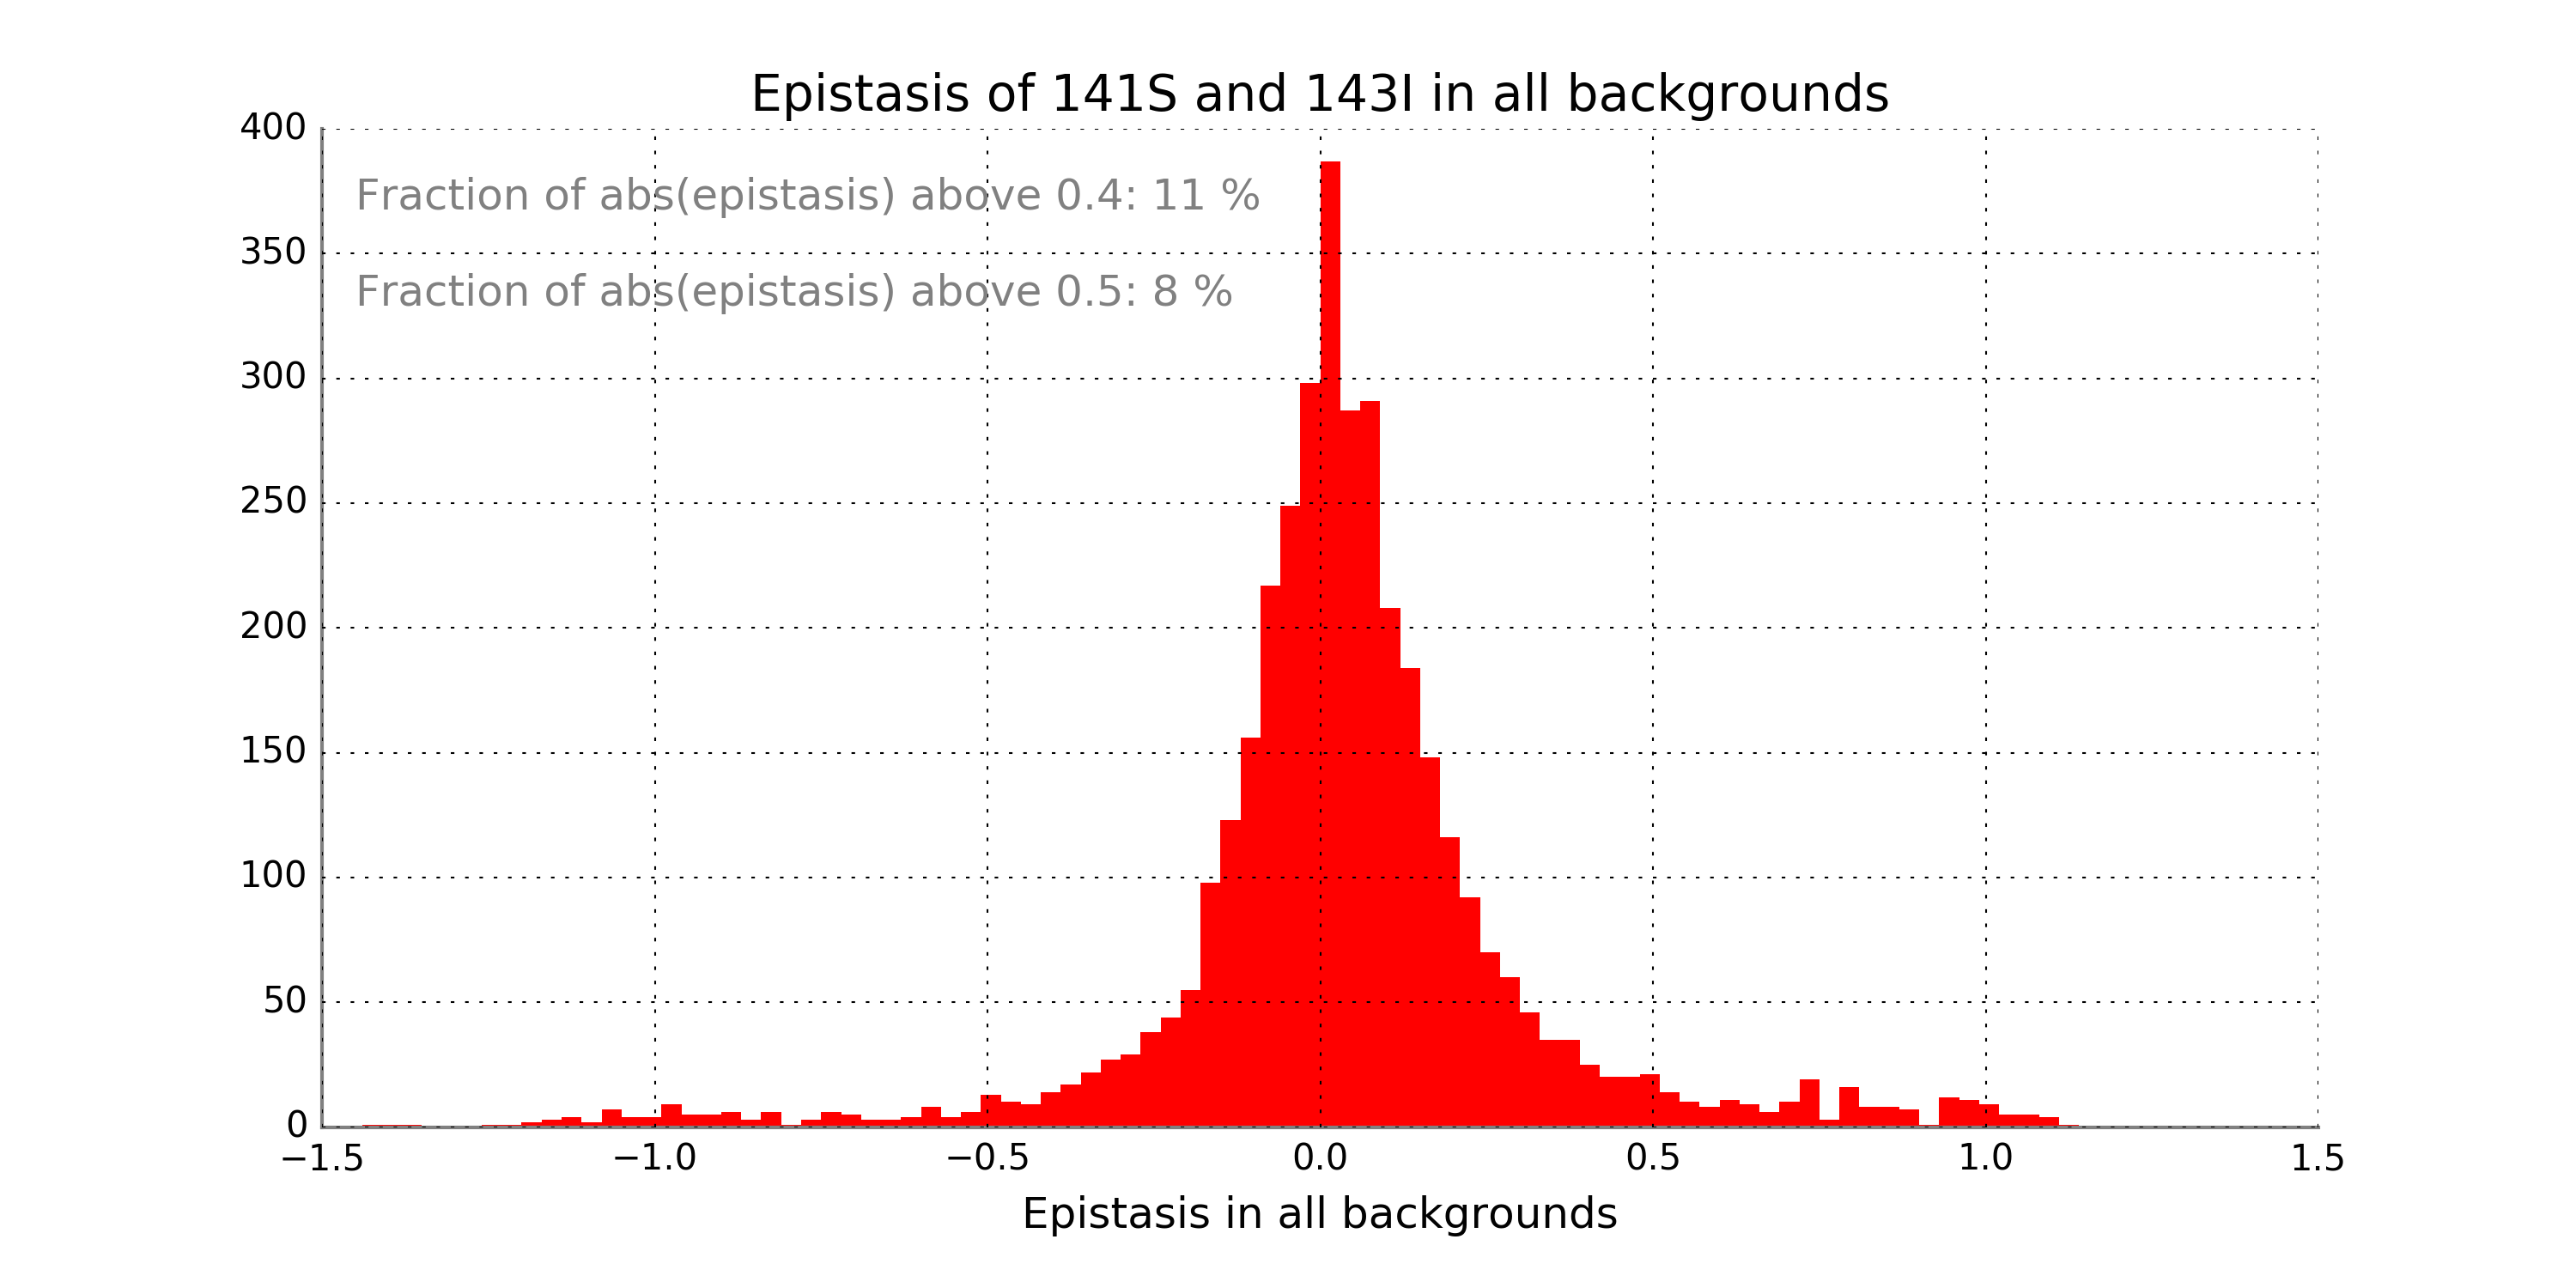 Epistasis of 141S and 143I in all backgrounds
400
Fraction of abs(epistasis) above 0.4: 11 %
350
Fraction of abs(epistasis) above 0.5: 8 %
300
250
200
150
100
50
0
−1.5 −1.0 −0.5 0.0 0.5 1.0 1.5
Epistasis in all backgrounds